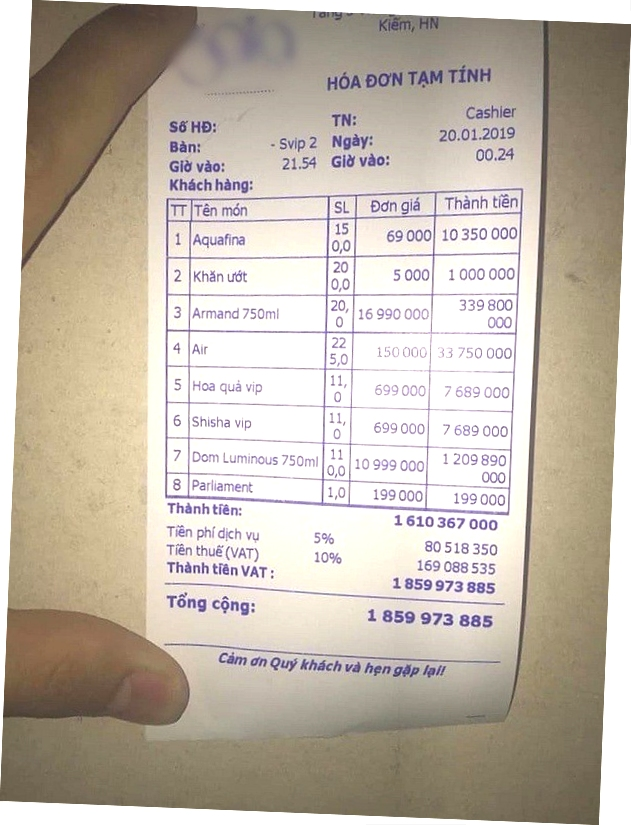 Kiếm, HN
HÓA ĐƠN TẠM TÍNH
Số HĐ: TN: Cashier
Bàn: - Svip 2 Ngày: 20.01.2019
Giờ vào: 21.54 Giờ vào: 00.24
Khách hàng:
TT Tên món SL Đơn giá Thành tiền
1 Aquafina 15 0,0 69 000 10 350 000
2 Khăn ướt 20 0,0 5 000 1 000 000
3 Armand 750ml 20, 0 16 990 000 339 800 000
4 Air 22 5,0 150 000 33 750 000
5 Hoa quả vip 11, 0 699 000 7 689 000
6 Shisha vip 11, 0 699 000 7 689 000
7 Dom Luminous 750ml 11 0,0 10 999 000 1 209 890 000
8 Parliament 1,0 199 000 199 000
Thành tiền: 1 610 367 000
Tiền phí dịch vụ 5% 80 518 350
Tiền thuế (VAT) 10% 169 088 535
Thành tiền VAT : 1 859 973 885
Tổng cộng: 1 859 973 885
Cảm ơn Quý khách và hẹn gặp lại!